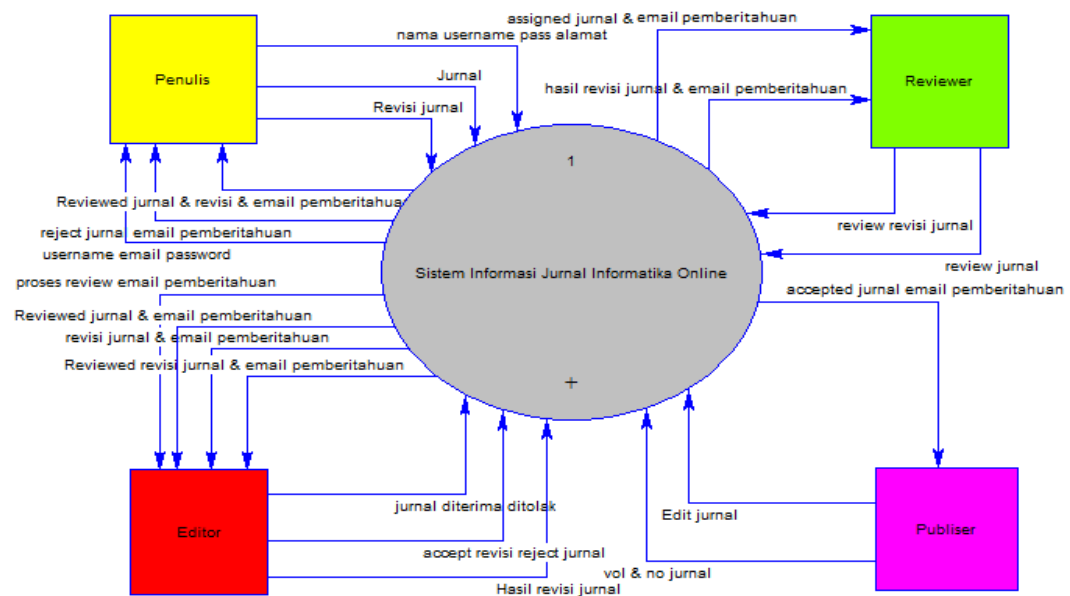 assigned jurnal & email pemberitahuan
nama username pass alamat
Penulis
Jurnal
Reviewer
hasil revisi jurnal & email pemberitahuan
Revisi jurnal
1
Reviewed jurnal & revisi & email pemberitahuan
review revisi jurnal
reject jurnal email pemberitahuan
username email password
review jurnal
Sistem Informasi Jurnal Informatika Online
proses review email pemberitahuan
accepted jurnal email pemberitahuan
Reviewed jurnal & email pemberitahuan
revisi jurnal & email pemberitahuan
Reviewed revisi jurnal & email pemberitahuan
+
jurnal diterima ditolak
Edit jurnal
Editor
Publiser
accept revisi reject jurnal
vol & no jurnal
Hasil revisi jurnal